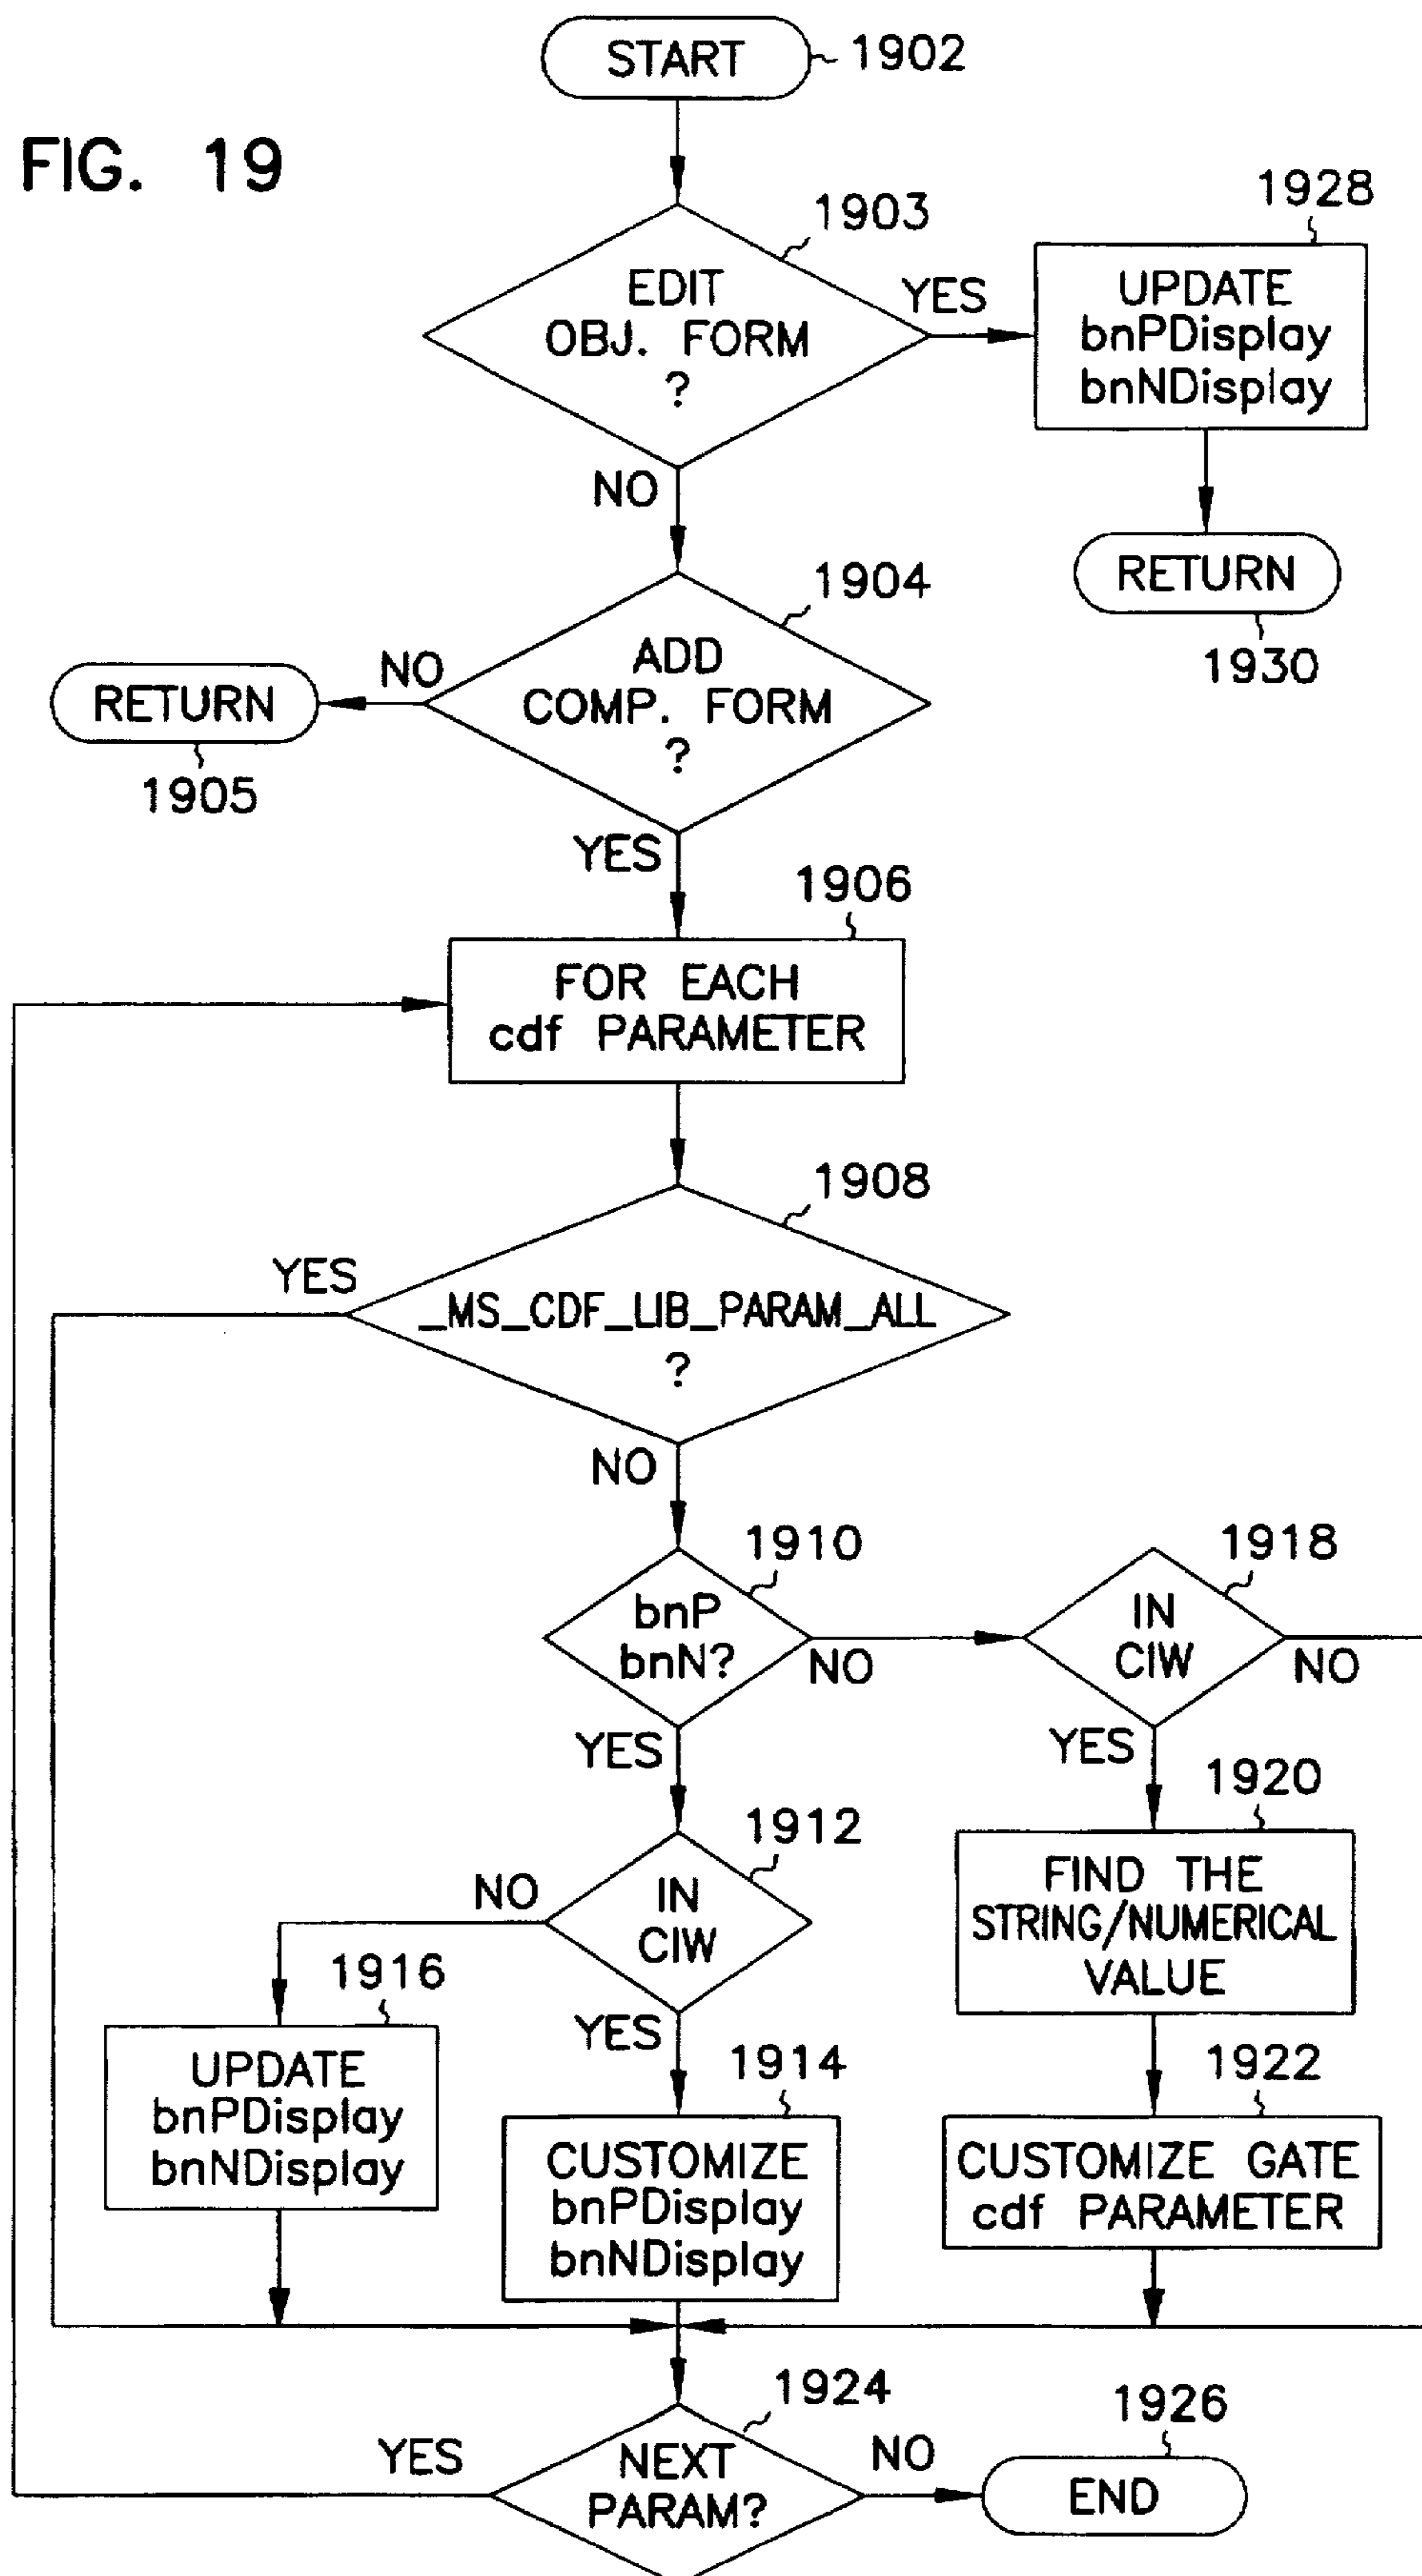 START
1902
FIG. 19
1903
EDIT
OBJ. FORM
?
YES
1928
UPDATE
bnPDisplay
bnNDisplay
NO
RETURN
1930
1904
ADD
COMP. FORM
?
NO
RETURN
1905
YES
1906
FOR EACH
cdf PARAMETER
1908
YES
_MS_CDF_LIB_PARAM_ALL
?
NO
1910
bnP
bnN?
NO
1918
IN
CIW
NO
YES
YES
1912
IN
CIW
NO
1920
FIND THE
STRING/NUMERICAL
VALUE
1916
UPDATE
bnPDisplay
bnNDisplay
YES
1914
CUSTOMIZE
bnPDisplay
bnNDisplay
1922
CUSTOMIZE GATE
cdf PARAMETER
1924
NEXT
PARAM?
YES
NO
1926
END